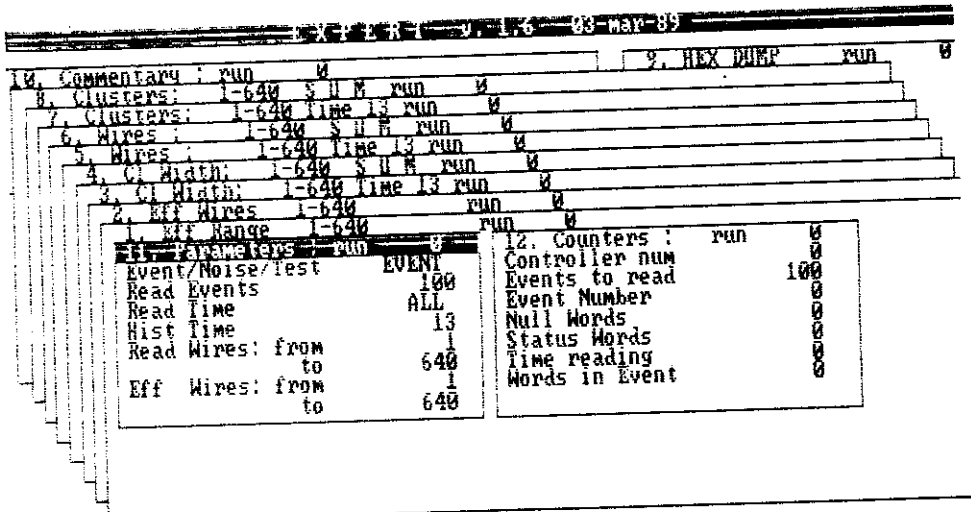 E X P E R T v. 1.6 03-mar-89
10. Commentary : run 0
9. HEX DUMP run 0
8. Clusters: 1-640 S U M run 0
7. Clusters: 1-640 Time 13 run 0
6. Wires : 1-640 S U M run 0
5. Wires : 1-640 Time 13 run 0
4. Cl Width: 1-640 S U M run 0
3. Cl Width: 1-640 Time 13 run 0
2. Eff Wires 1-640 run 0
1. Eff Range 1-640 run 0
11. Parameters : run 0
Event/Noise/Test EVENT
Read Events 100
Read Time ALL
Hist Time 13
Read Wires: from 1
to 640
Eff Wires: from 1
to 640
12. Counters : run 0
Controller num 0
Events to read 100
Event Number 0
Null Words 0
Status Words 0
Time reading 0
Words in Event 0